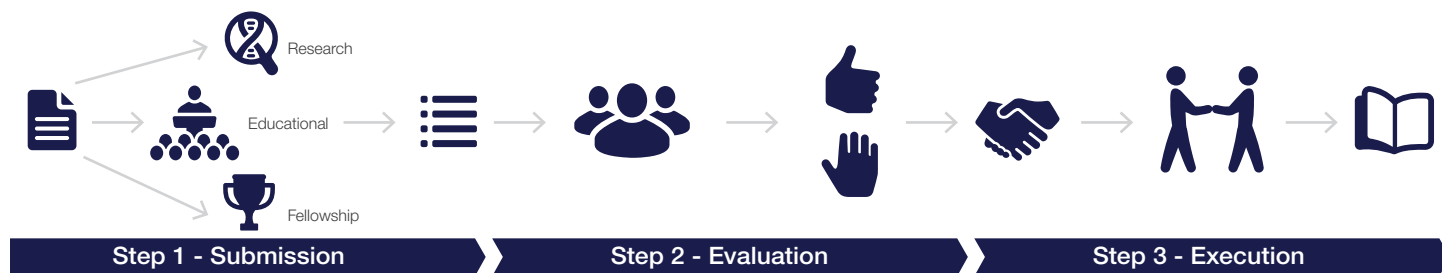 Research
Educational
Fellowship
Step 1 - Submission
Step 2 - Evaluation
Step 3 - Execution